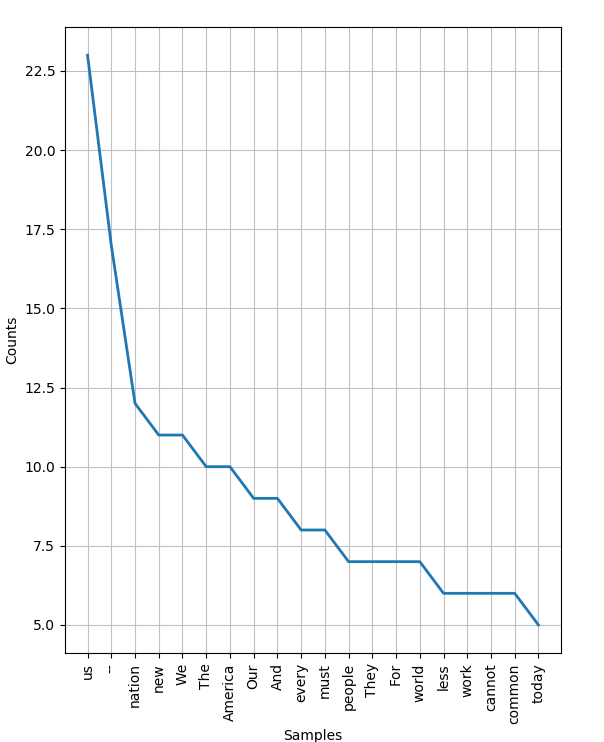 22.5
20.0
17.5
15.0
12.5
10.0
7.5
5.0
Counts
us
--
nation
new
We
The
America
Our
And
every
must
people
They
For
world
less
work
cannot
common
today
Samples